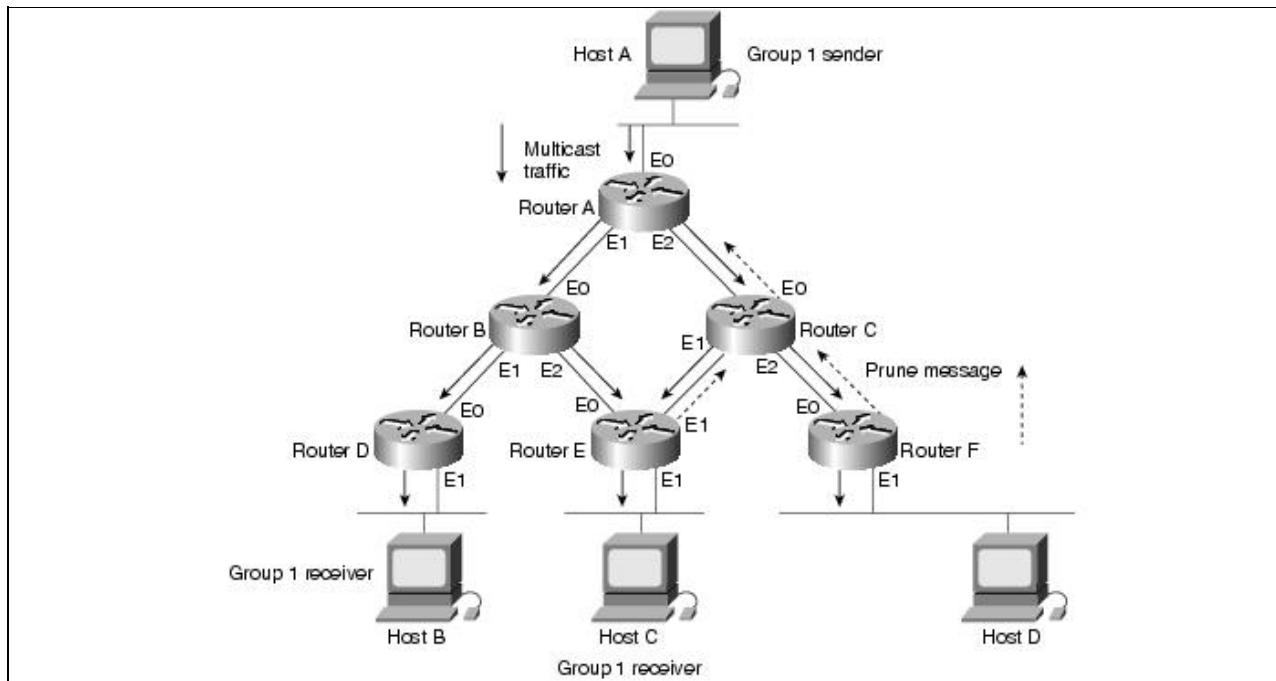 Host A
Group 1 sender
Multicast
traffic
E0
Router A
E1
E2
E0
E0
Router B
Router C
E1
E1
E2
E2
Prune message
E0
E0
E0
E1
Router D
Router E
Router F
E1
E1
E1
Group 1 receiver
Host B
Host C
Host D
Group 1 receiver